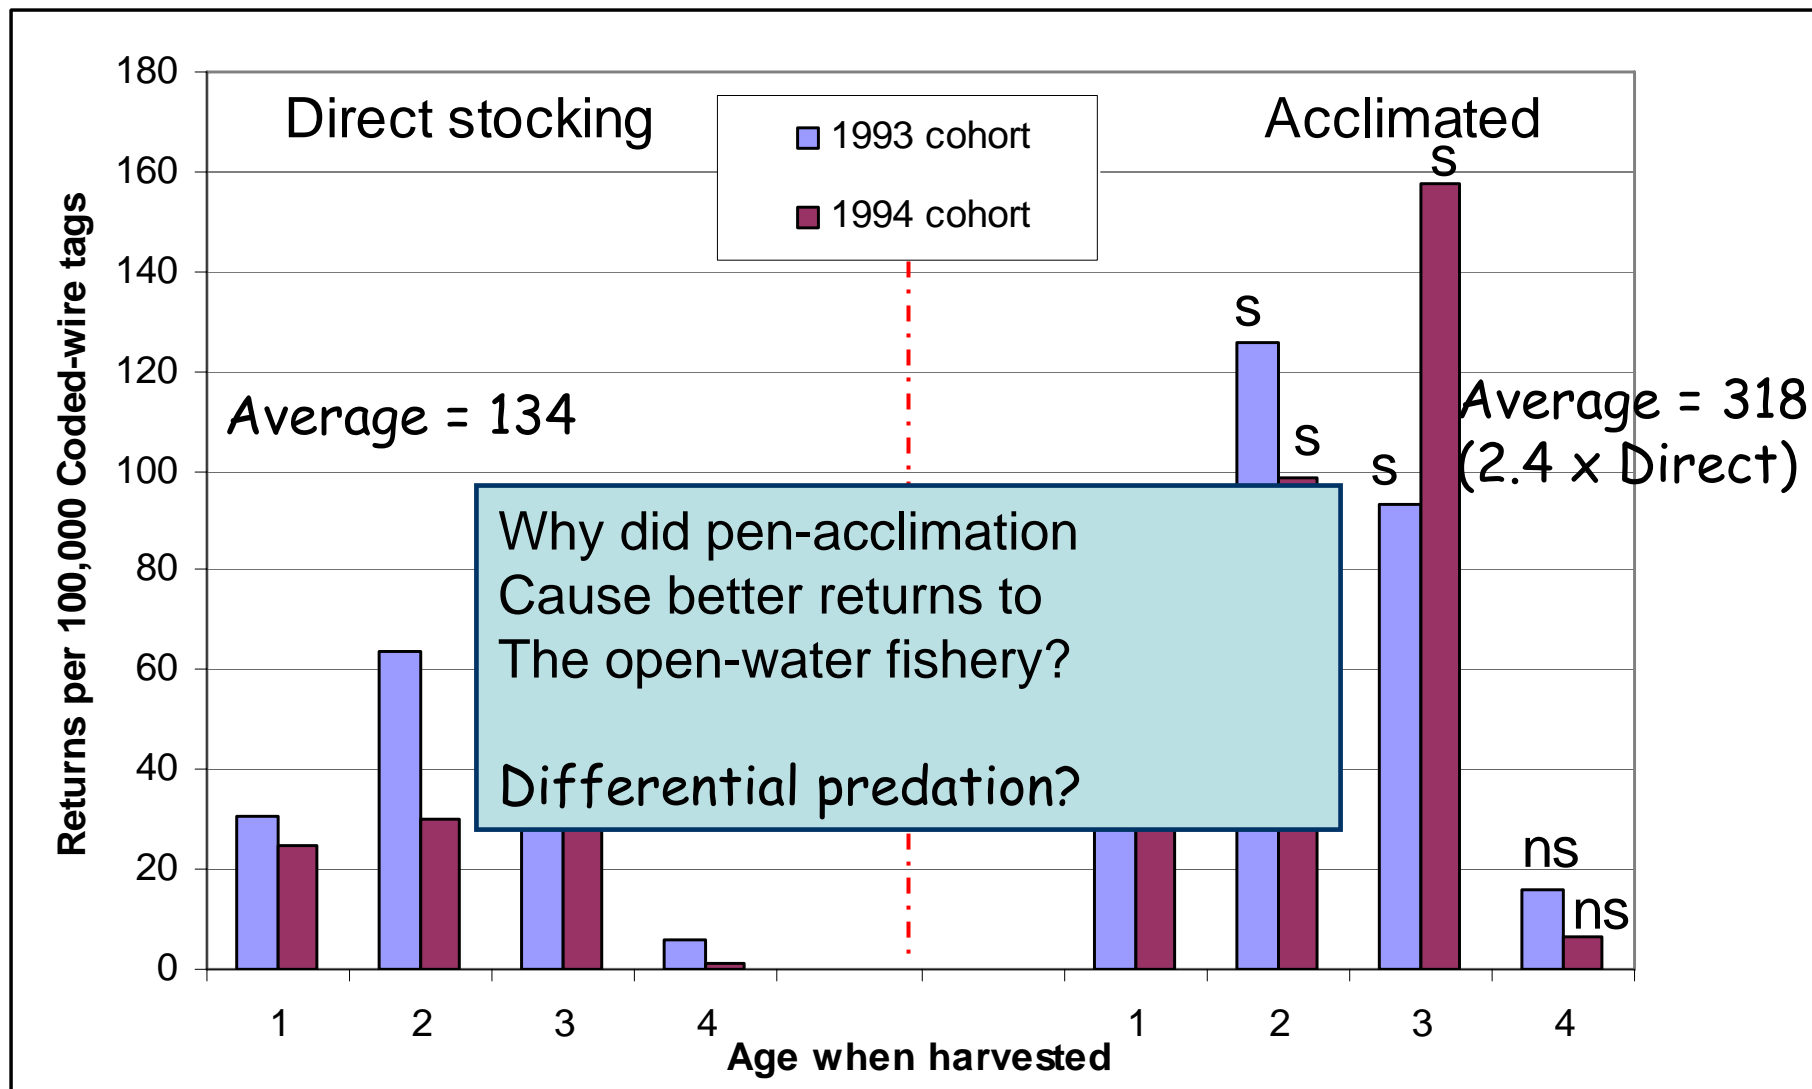 Direct stocking
Acclimated
1993 cohort
1994 cohort
Returns per 100,000 Coded-wire tags
180
160
140
120
100
80
60
40
20
0
s
s
s
s
ns
ns
Average = 134
Average = 318
(2.4 x Direct)
Why did pen-acclimation
Cause better returns to
The open-water fishery?
Differential predation?
1 2 3 4 1 2 3 4
Age when harvested